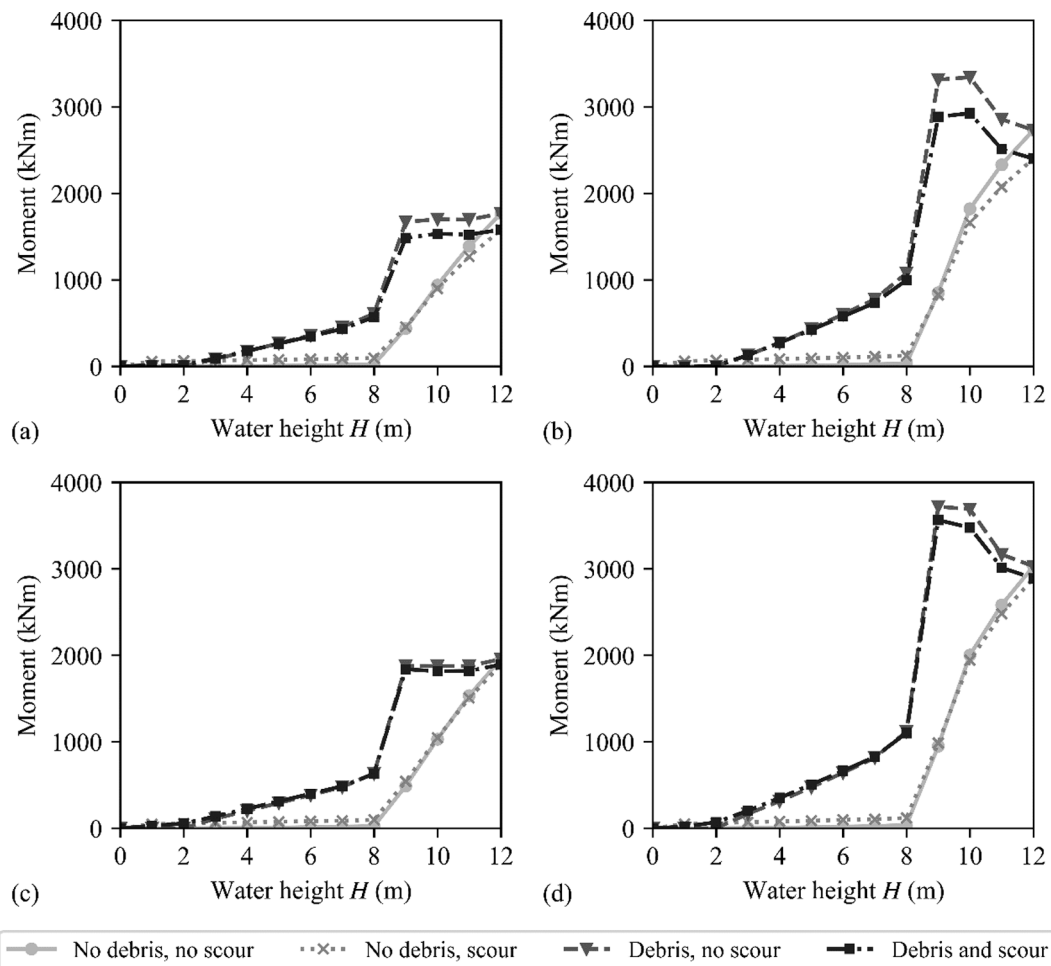 4000
3000
2000
1000
0
Moment (kNm)
0 2 4 6 8 10 12
Water height H (m)
(a)
4000
3000
2000
1000
0
Moment (kNm)
0 2 4 6 8 10 12
Water height H (m)
(b)
4000
3000
2000
1000
0
Moment (kNm)
0 2 4 6 8 10 12
Water height H (m)
(c)
4000
3000
2000
1000
0
Moment (kNm)
0 2 4 6 8 10 12
Water height H (m)
(d)
No debris, no scour No debris, scour Debris, no scour Debris and scour